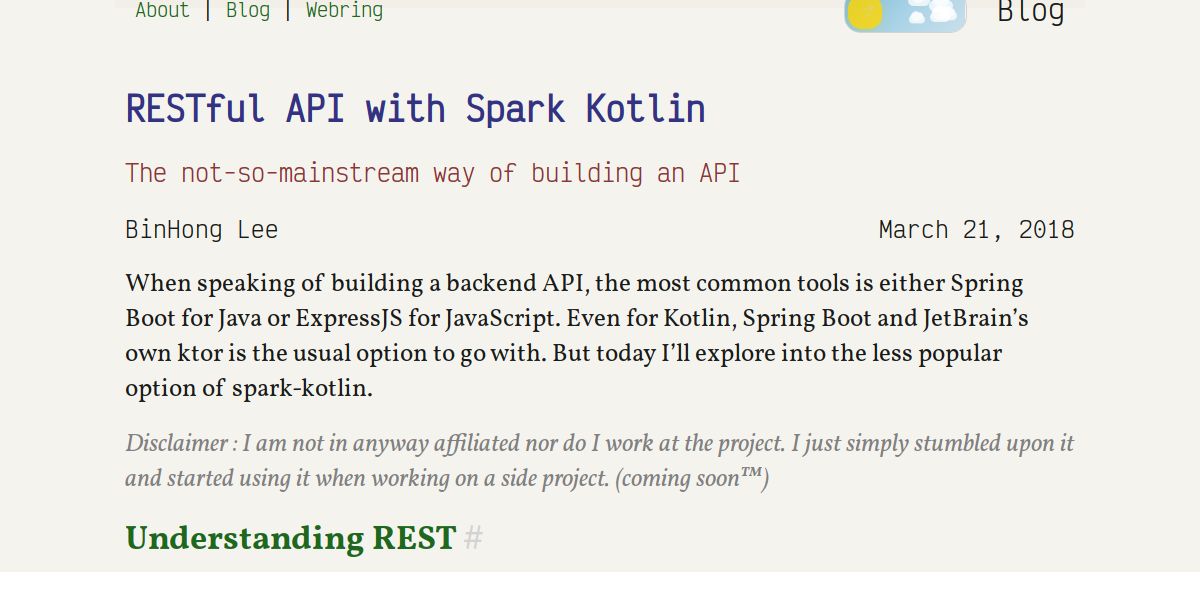 About | Blog | Webring
Blog
RESTful API with Spark Kotlin
The not-so-mainstream way of building an API
BinHong Lee
March 21, 2018
When speaking of building a backend API, the most common tools is either Spring
Boot for Java or ExpressJS for JavaScript. Even for Kotlin, Spring Boot and JetBrain’s
own ktor is the usual option to go with. But today I’ll explore into the less popular
option of spark-kotlin.
Disclaimer : I am not in anyway affiliated nor do I work at the project. I just simply stumbled upon it
and started using it when working on a side project. (coming soon™)
Understanding REST #